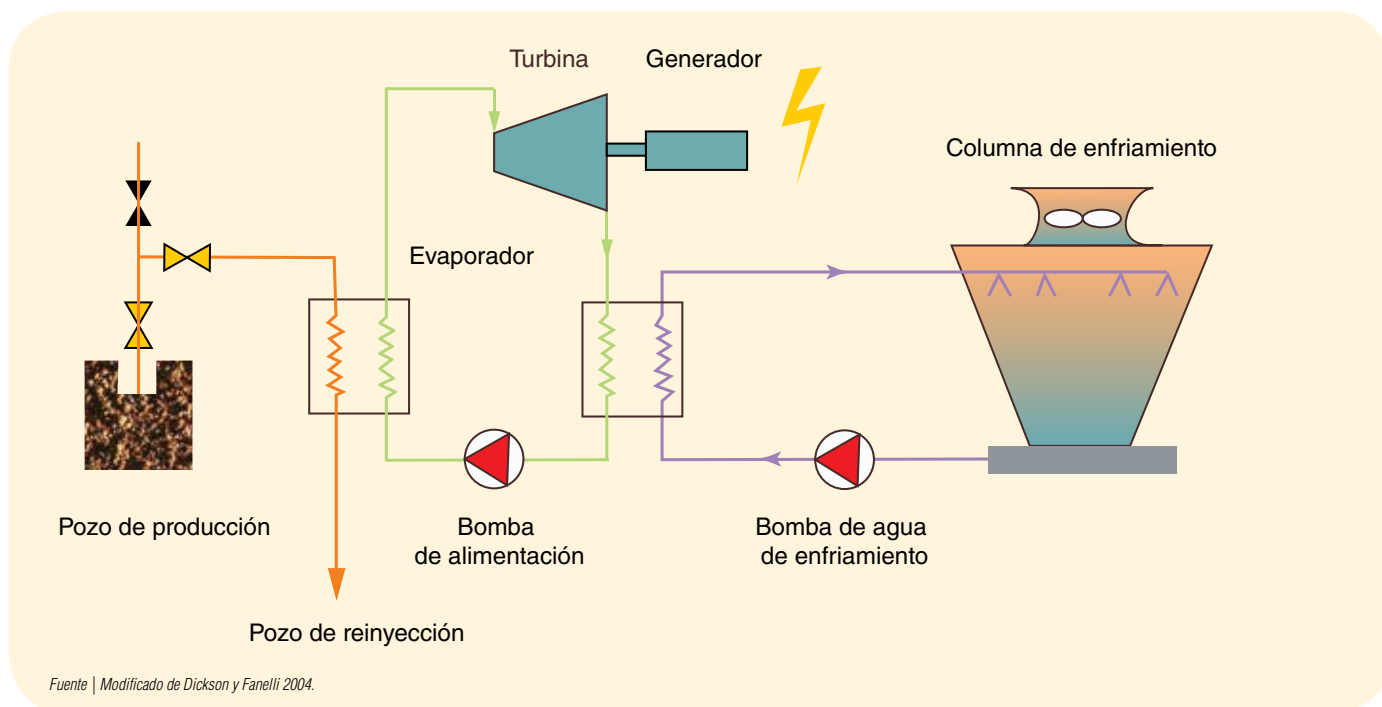 Turbina
Generador
Columna de enfriamiento
Evaporador
Pozo de producción
Bomba
de alimentación
Bomba de agua
de enfriamiento
Pozo de reinyección
Fuente | Modificado de Dickson y Fanelli 2004.